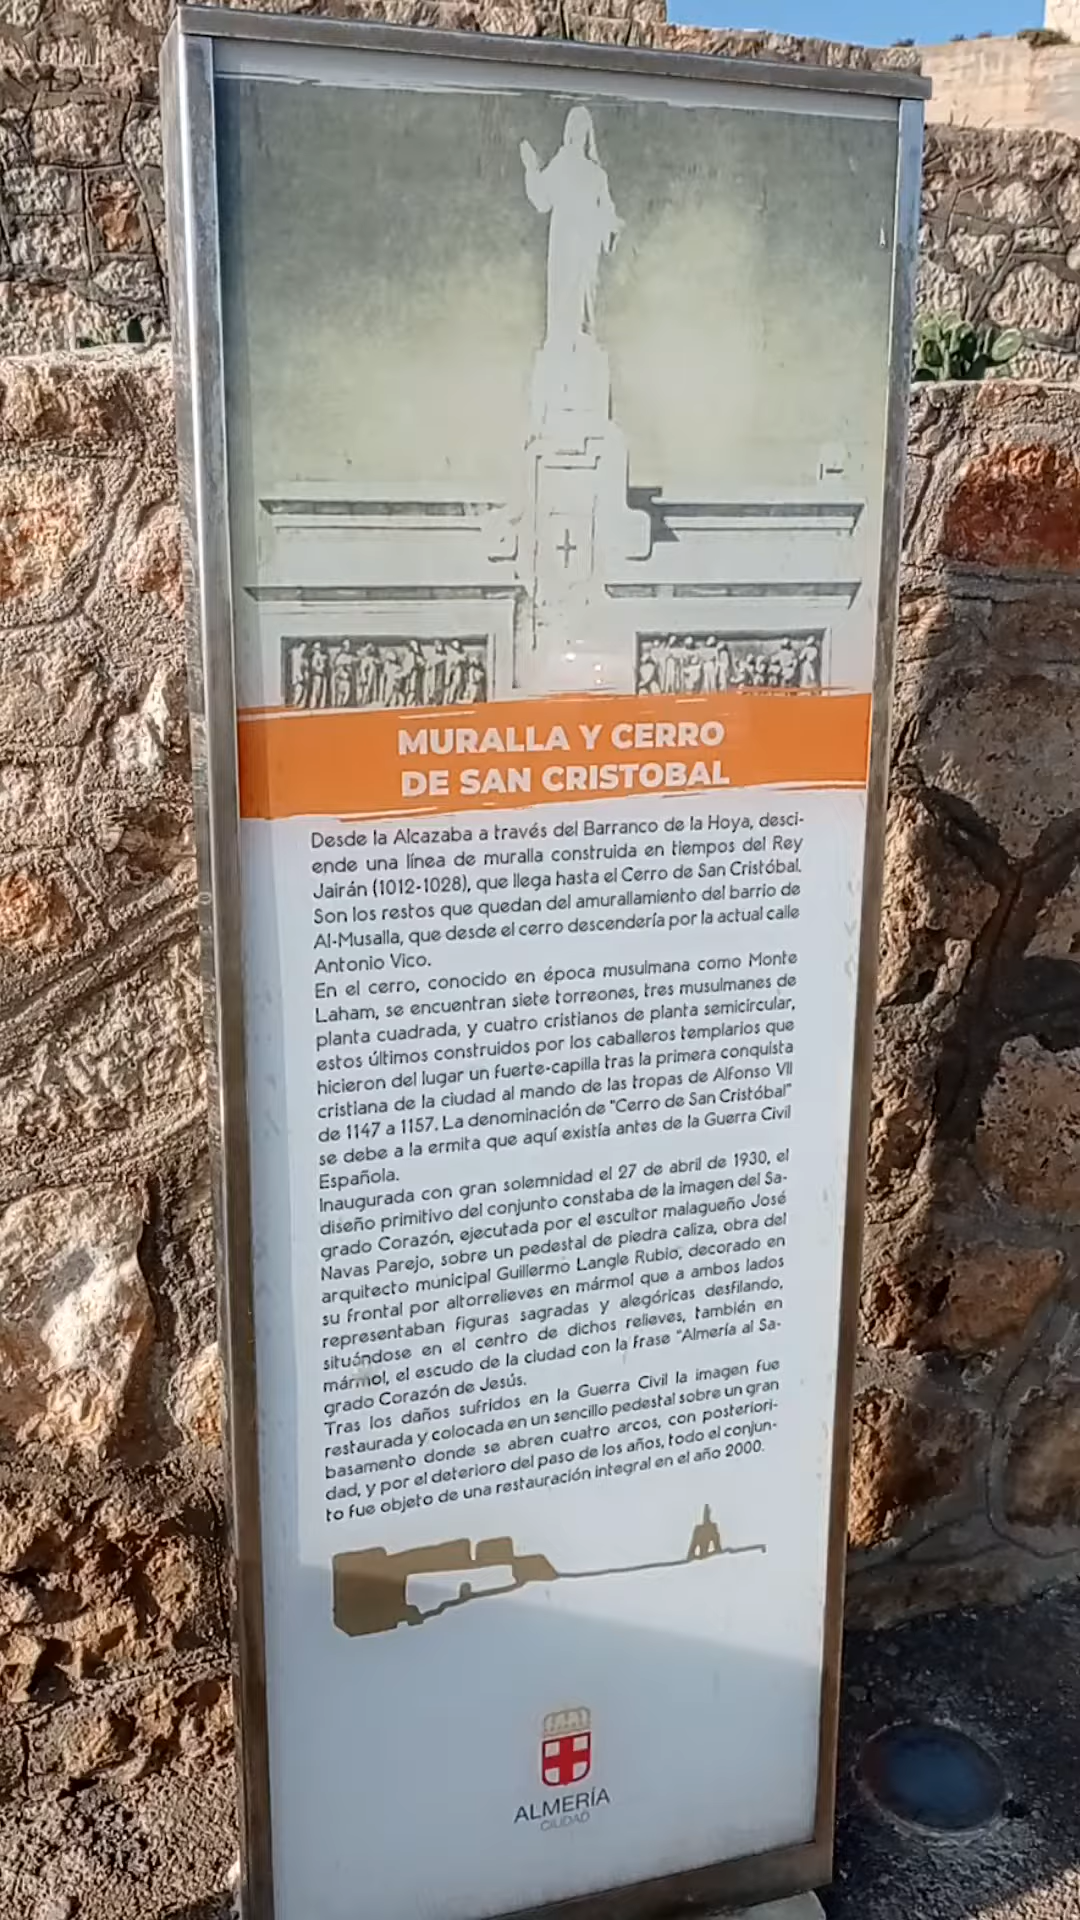 MURALLA Y CERRO
DE SAN CRISTOBAL
Desde la Alcazaba a través del Barranco de la Hoya, desci-
ende una línea de muralla construida en tiempos del Rey
Jairán (1012-1028), que llega hasta el Cerro de San Cristóbal.
Son los restos que quedan del amurallamiento del barrio de
Al-Musalla, que desde el cerro descendería por la actual calle
Antonio Vico.
En el cerro, conocido en época musulmana como Monte
Laham, se encuentran siete torreones, tres musulmanes de
planta cuadrada, y cuatro cristianos de planta semicircular,
estos últimos construidos por los caballeros templarios que
hicieron del lugar un fuerte-capilla tras la primera conquista
cristiana de la ciudad al mando de las tropas de Alfonso VII
de 1147 a 1157. La denominación de "Cerro de San Cristóbal"
se debe a la ermita que aquí existía antes de la Guerra Civil
Española.
Inaugurada con gran solemnidad el 27 de abril de 1930, el
diseño primitivo del conjunto constaba de la imagen del Sa-
grado Corazón, ejecutada por el escultor malagueño José
Navas Parejo, sobre un pedestal de piedra caliza, obra del
arquitecto municipal Guillermo Langle Rubio, decorado en
su frontal por altorrelieves en mármol que a ambos lados
representaban figuras sagradas y alegóricas desfilando,
situándose en el centro de dichos relieves, también en
mármol, el escudo de la ciudad con la frase "Almería al Sa-
grado Corazón de Jesús.
Tras los daños sufridos en la Guerra Civil la imagen fue
restaurada y colocada en un sencillo pedestal sobre un gran
basamento donde se abren cuatro arcos, con posteriori-
dad, y por el deterioro del paso de los años, todo el conjun-
to fue objeto de una restauración integral en el año 2000.
ALMERÍA
CIUDAD